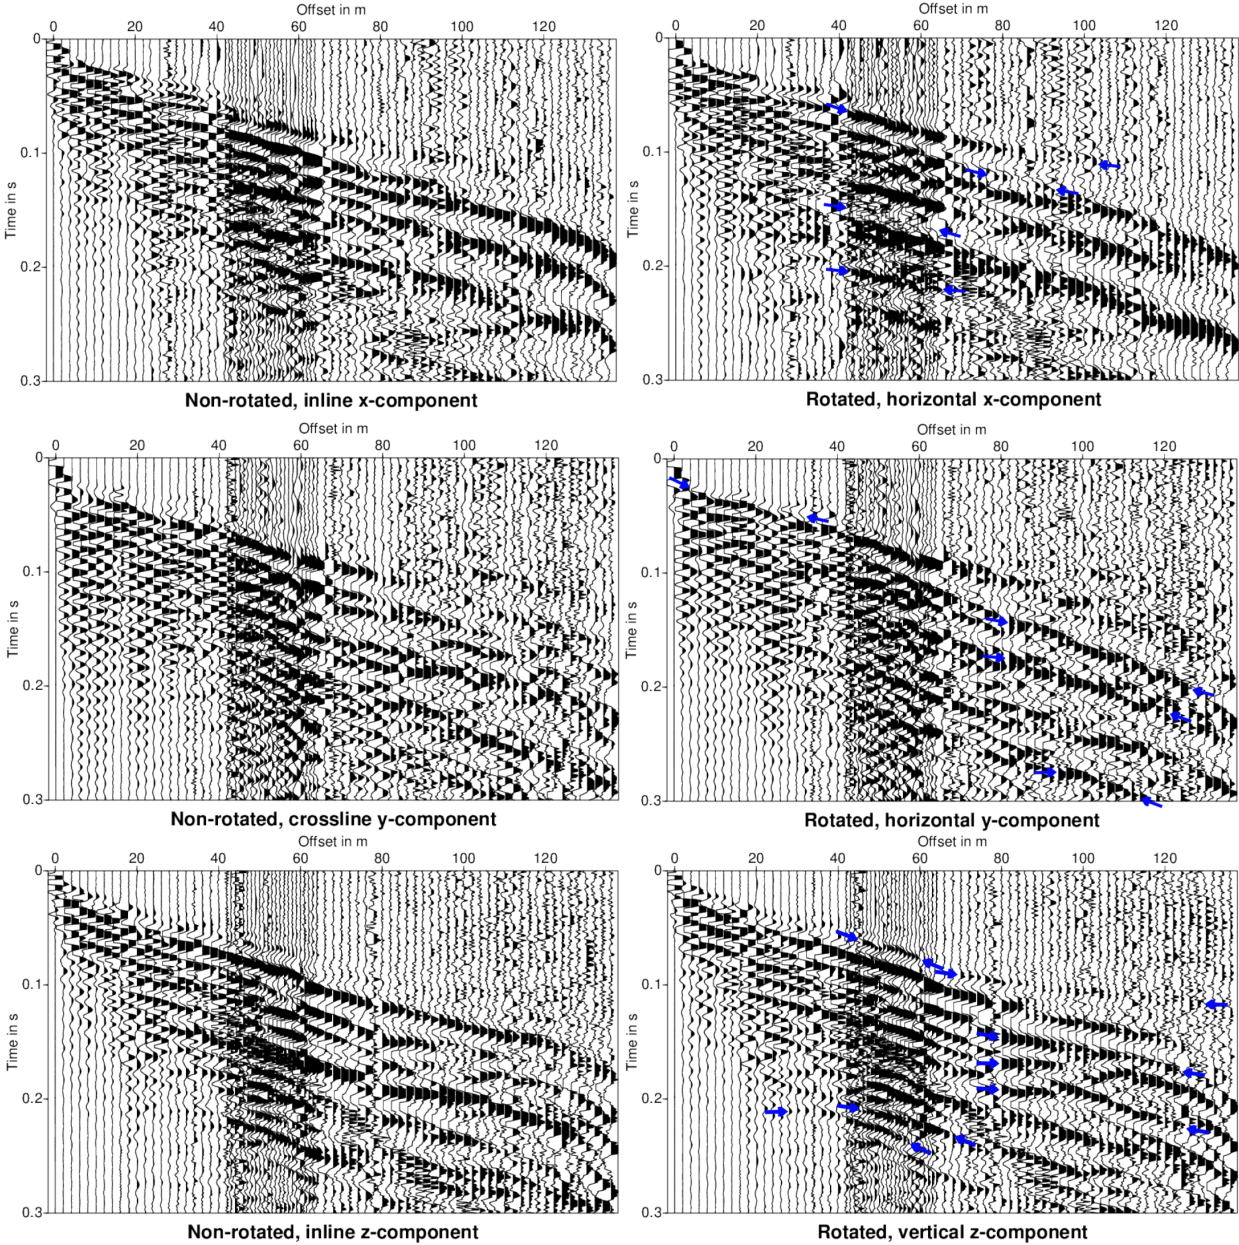 Offset in m
0 20 40 60 80 100 120
0
0.1
0.2
0.3
Time in s
Non-rotated, inline x-component
Offset in m
0 20 40 60 80 100 120
0
0.1
0.2
0.3
Time in s
Rotated, horizontal x-component
Offset in m
0 20 40 60 80 100 120
0
0.1
0.2
0.3
Time in s
Non-rotated, crossline y-component
Offset in m
0 20 40 60 80 100 120
0
0.1
0.2
0.3
Time in s
Rotated, horizontal y-component
Offset in m
0 20 40 60 80 100 120
0
0.1
0.2
0.3
Time in s
Non-rotated, inline z-component
Offset in m
0 20 40 60 80 100 120
0
0.1
0.2
0.3
Time in s
Rotated, vertical z-component